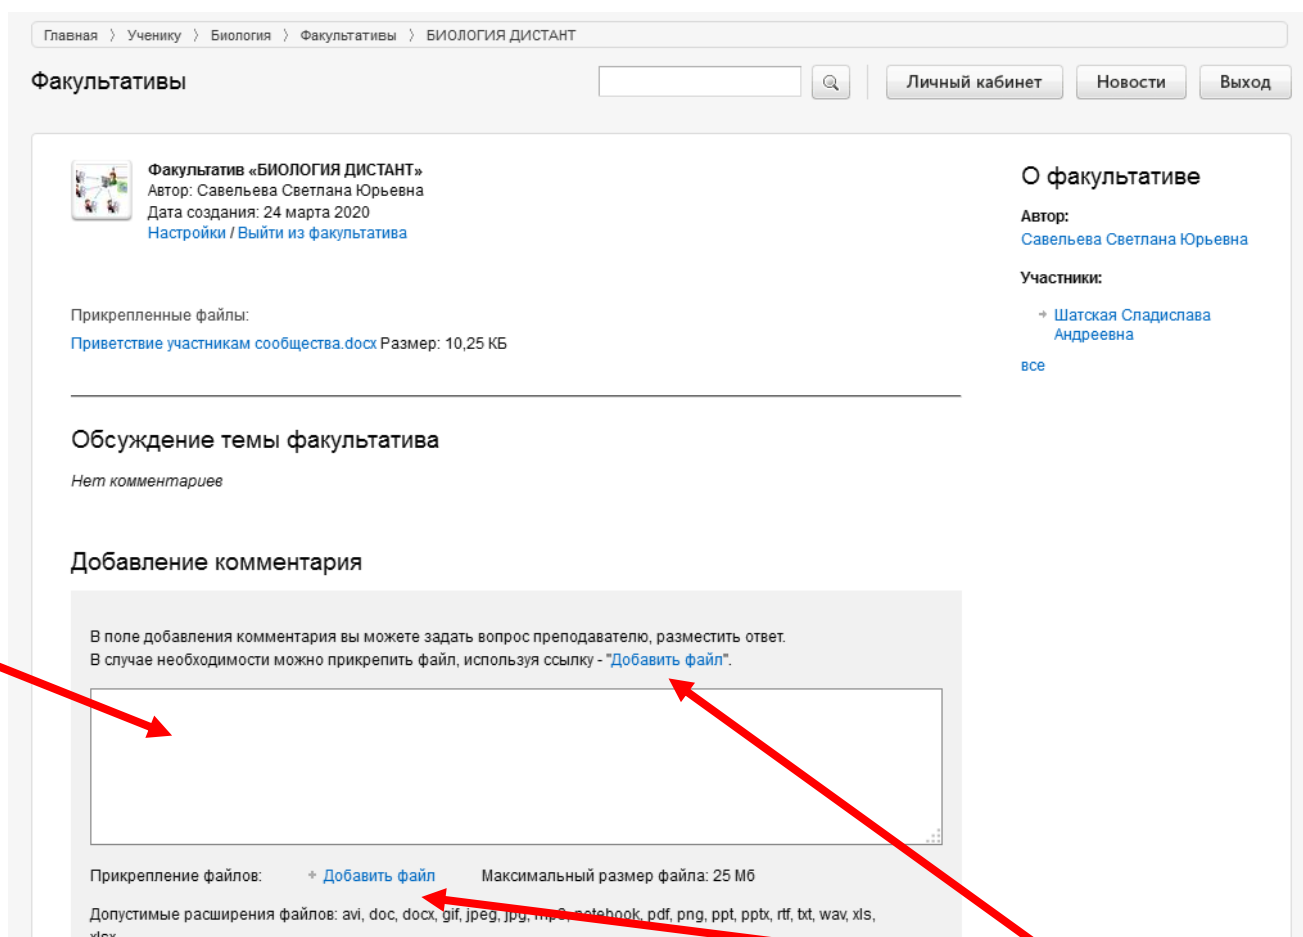 Главная 〉 Ученику 〉 Биология 〉 Факультативы 〉 БИОЛОГИЯ ДИСТАНТ
Факультативы
Личный кабинет
Новости
Выход
Факультатив «БИОЛОГИЯ ДИСТАНТ»
Автор: Савельева Светлана Юрьевна
Дата создания: 24 марта 2020
Настройки / Выйти из факультатива
Прикрепленные файлы:
Приветствие участникам сообщества.docx Размер: 10,25 КБ
О факультативе
Автор:
Савельева Светлана Юрьевна
Участники:
Шатская Сладислава
Андреевна
все
Обсуждение темы факультатива
Нет комментариев
Добавление комментария
В поле добавления комментария вы можете задать вопрос преподавателю, разместить ответ.
В случае необходимости можно прикрепить файл, используя ссылку - "Добавить файл".
Прикрепление файлов: + Добавить файл Максимальный размер файла: 25 Мб
Допустимые расширения файлов: avi, doc, docx, gif, jpeg, jpg, mp3, notebook, pdf, png, ppt, pptx, rtf, txt, wav, xls,
xlsx